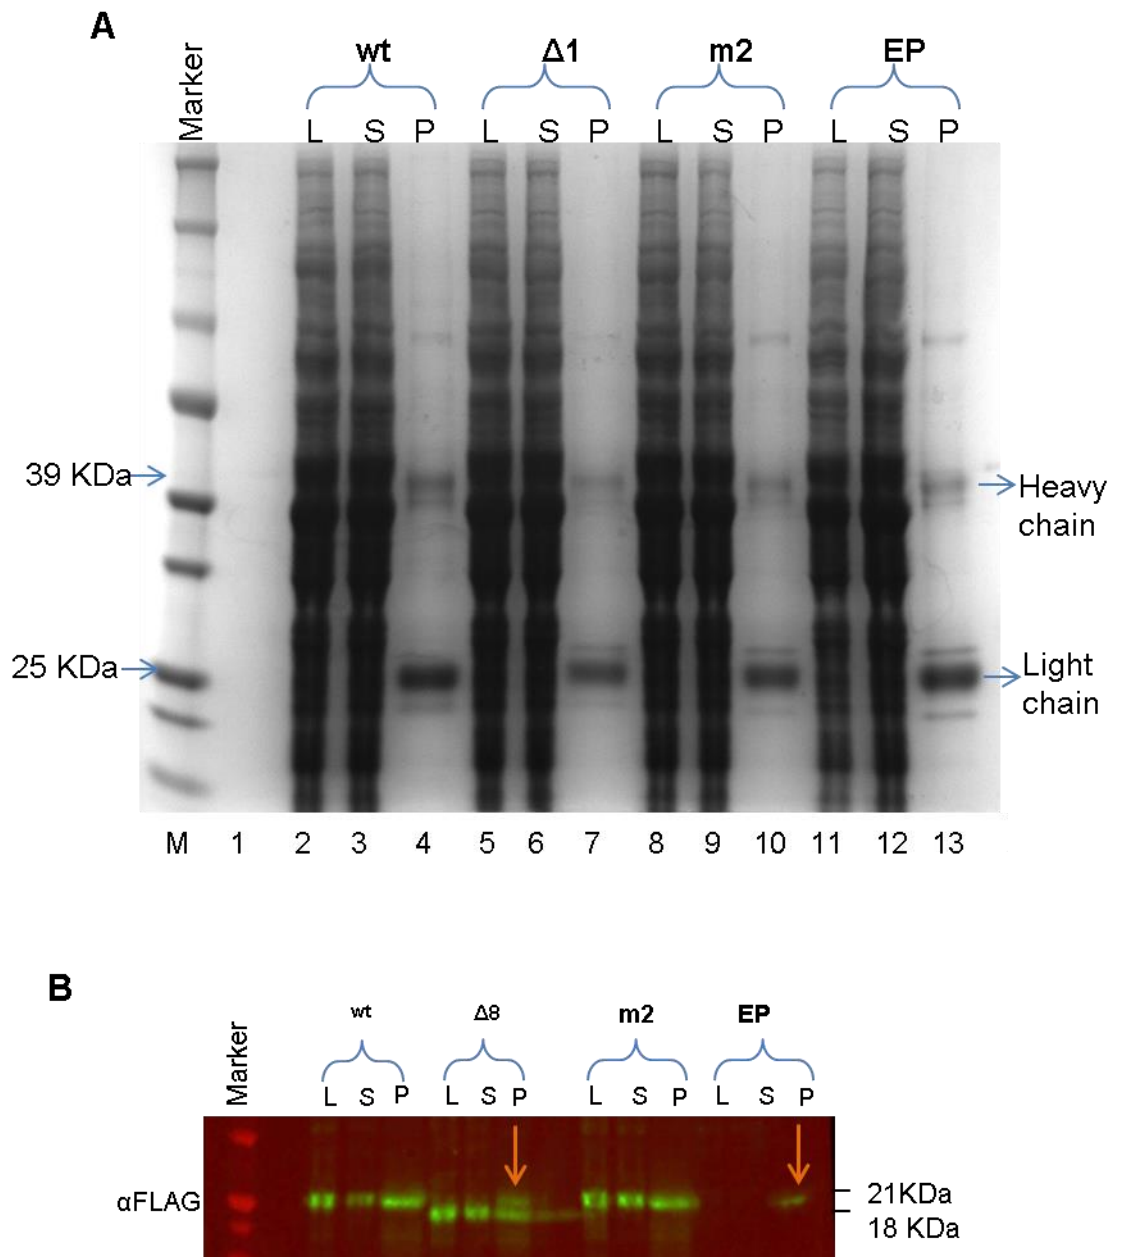 A
Marker
wt Δ1 m2 EP
L S P L S P L S P L S P
39 KDa
Heavy
chain
25 KDa
Light
chain
M 1 2 3 4 5 6 7 8 9 10 11 12 13
B
Marker
wt Δ8 m2 EP
L S P L S P L S P L S P
αFLAG
21KDa
18 KDa